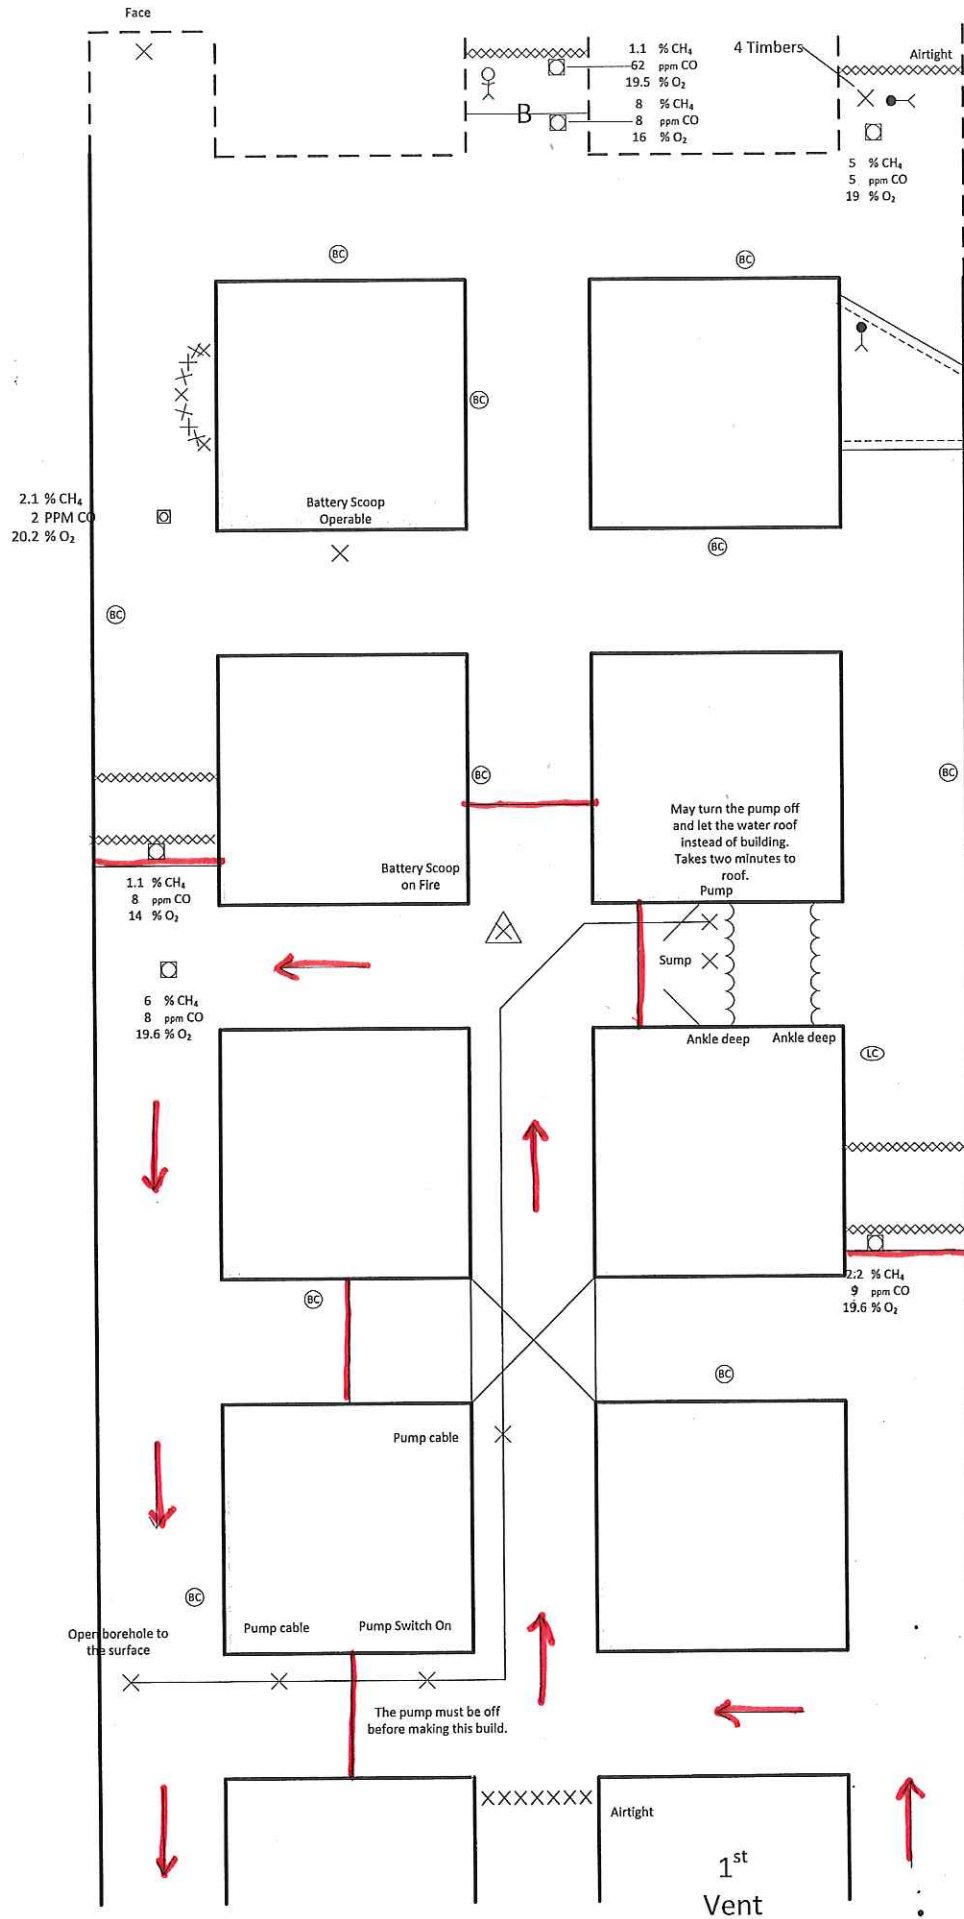 Face
1.1 % CH₄
62 ppm CO
19.5 % O₂
4 Timbers
Airtight
B
8 % CH₄
8 ppm CO
16 % O₂
5 % CH₄
5 ppm CO
19 % O₂
BC
BC
BC
2.1 % CH₄
2 PPM CO
20.2 % O₂
Battery Scoop
Operable
BC
BC
BC
BC
May turn the pump off
and let the water roof
instead of building.
Takes two minutes to
roof.
Pump
Battery Scoop
on Fire
1.1 % CH₄
8 ppm CO
14 % O₂
Sump
6 % CH₄
8 ppm CO
19.6 % O₂
Ankle deep
Ankle deep
LC
2.2 % CH₄
9 ppm CO
19.6 % O₂
BC
BC
Pump cable
BC
Open borehole to
the surface
Pump cable
Pump Switch On
The pump must be off
before making this build.
Airtight
1st
Vent